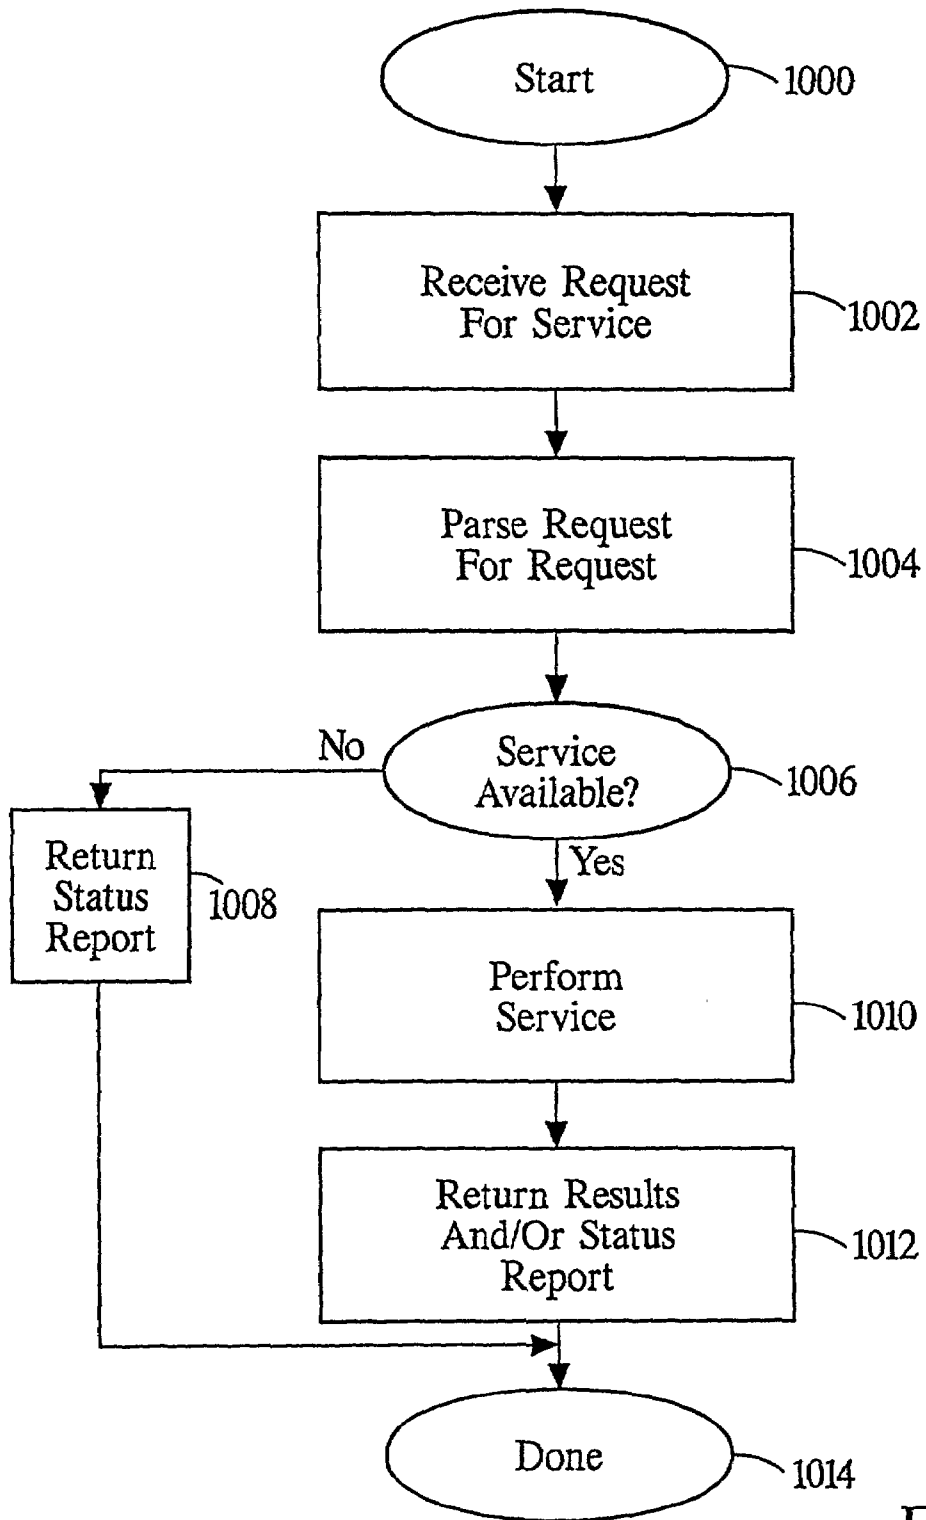 Start
1000
Receive Request
For Service
1002
Parse Request
For Request
1004
No
Service
Available?
1006
Yes
Return
Status
Report
1008
Perform
Service
1010
Return Results
And/Or Status
Report
1012
Done
1014